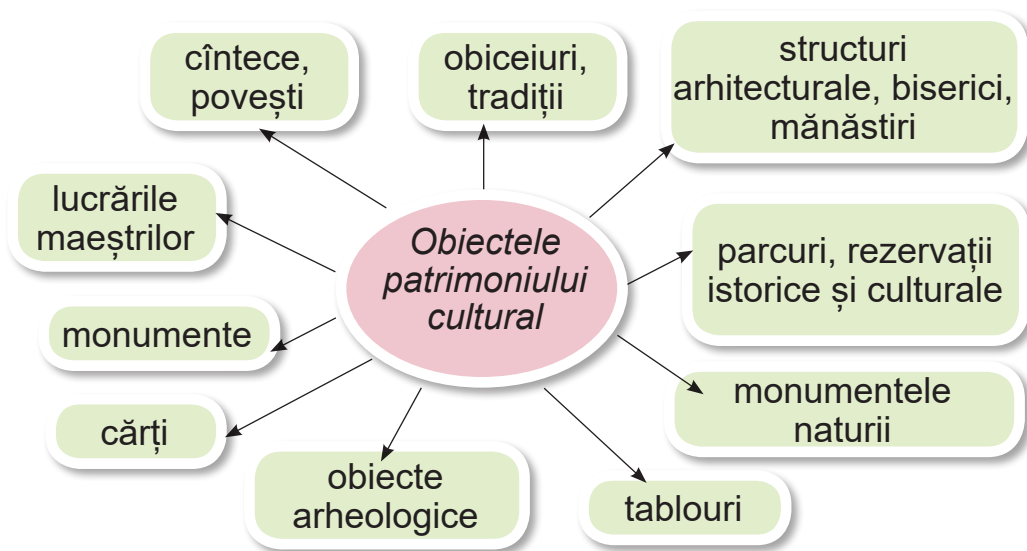 cîntece,
povești
obiceiuri,
tradiții
structuri
arhitecturale, biserici,
mănăstiri
lucrările
maeștrilor
Obiectele
patrimoniului
cultural
parcuri, rezervații
istorice și culturale
monumente
monumentele
naturii
cărți
obiecte
arheologice
tablouri